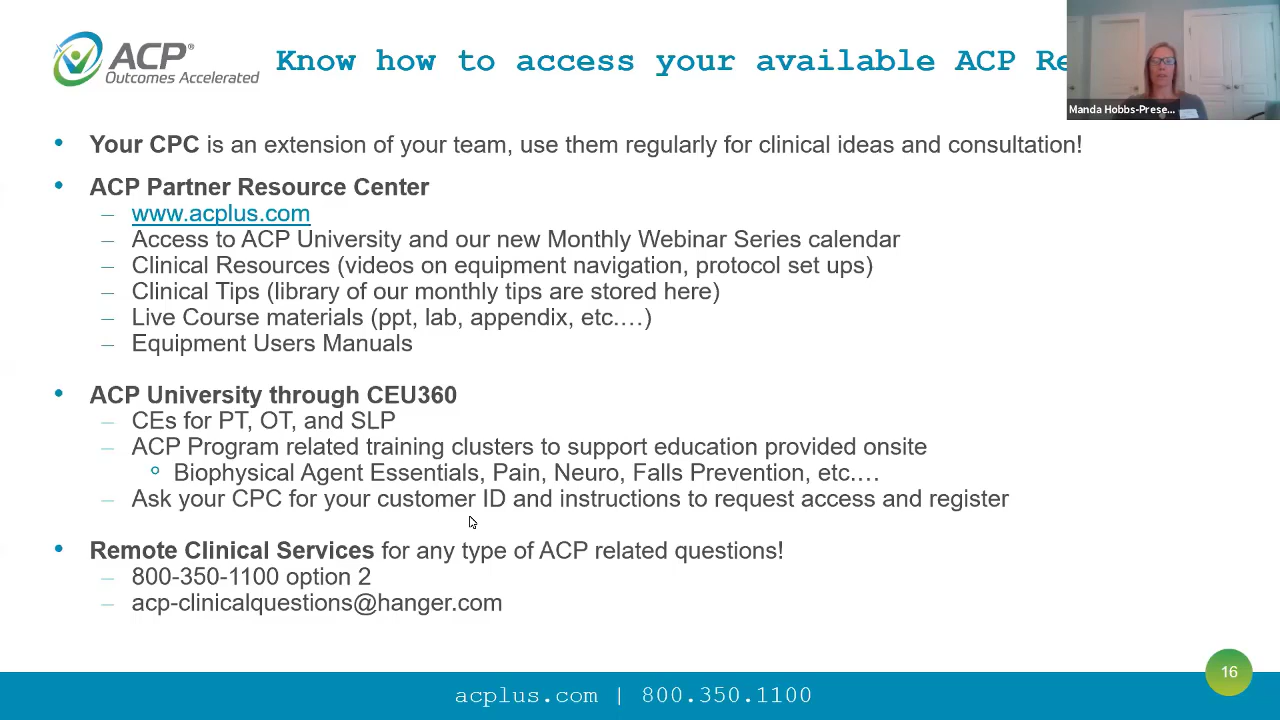 ACP®
Outcomes Accelerated
Know how to access your available ACP Re
Manda Hobbs-Prese...
• Your CPC is an extension of your team, use them regularly for clinical ideas and consultation!
• ACP Partner Resource Center
– www.acplus.com
– Access to ACP University and our new Monthly Webinar Series calendar
– Clinical Resources (videos on equipment navigation, protocol set ups)
– Clinical Tips (library of our monthly tips are stored here)
– Live Course materials (ppt, lab, appendix, etc.…)
– Equipment Users Manuals
• ACP University through CEU360
– CEs for PT, OT, and SLP
– ACP Program related training clusters to support education provided onsite
o Biophysical Agent Essentials, Pain, Neuro, Falls Prevention, etc.…
– Ask your CPC for your customer ID and instructions to request access and register
• Remote Clinical Services for any type of ACP related questions!
– 800-350-1100 option 2
– acp-clinicalquestions@hanger.com
16
acplus.com | 800.350.1100